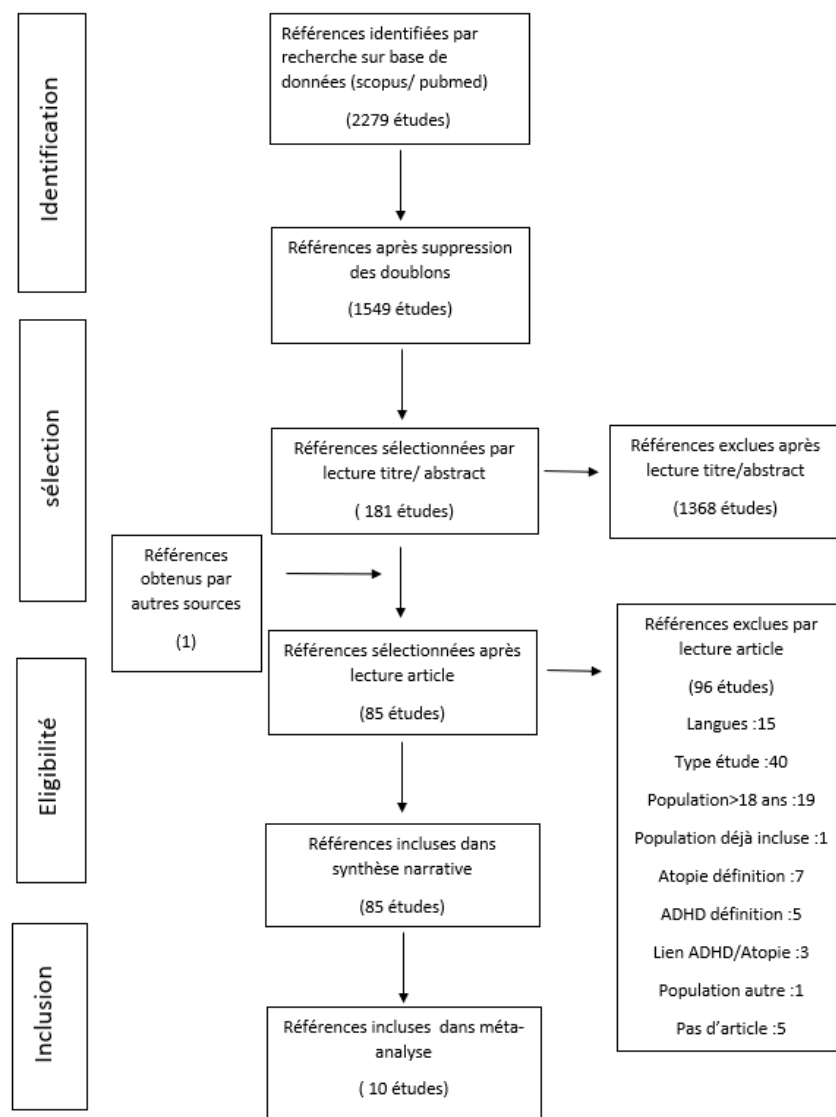 Identification
Références identifiées par
recherche sur base de
données (scopus/ pubmed)
(2279 études)
Références après suppression
des doublons
(1549 études)
sélection
Références sélectionnées par
lecture titre/ abstract
( 181 études)
Références exclues après
lecture titre/abstract
(1368 études)
Références
obtenus par
autres sources
(1)
Eligibilité
Références sélectionnées après
lecture article
(85 études)
Références exclues par
lecture article
(96 études)
Langues :15
Type étude :40
Population>18 ans :19
Population déjà incluse :1
Atopie définition :7
ADHD définition :5
Lien ADHD/Atopie :3
Population autre :1
Pas d’article :5
Références incluses dans
synthèse narrative
(85 études)
Inclusion
Références incluses dans méta-
analyse
( 10 études)